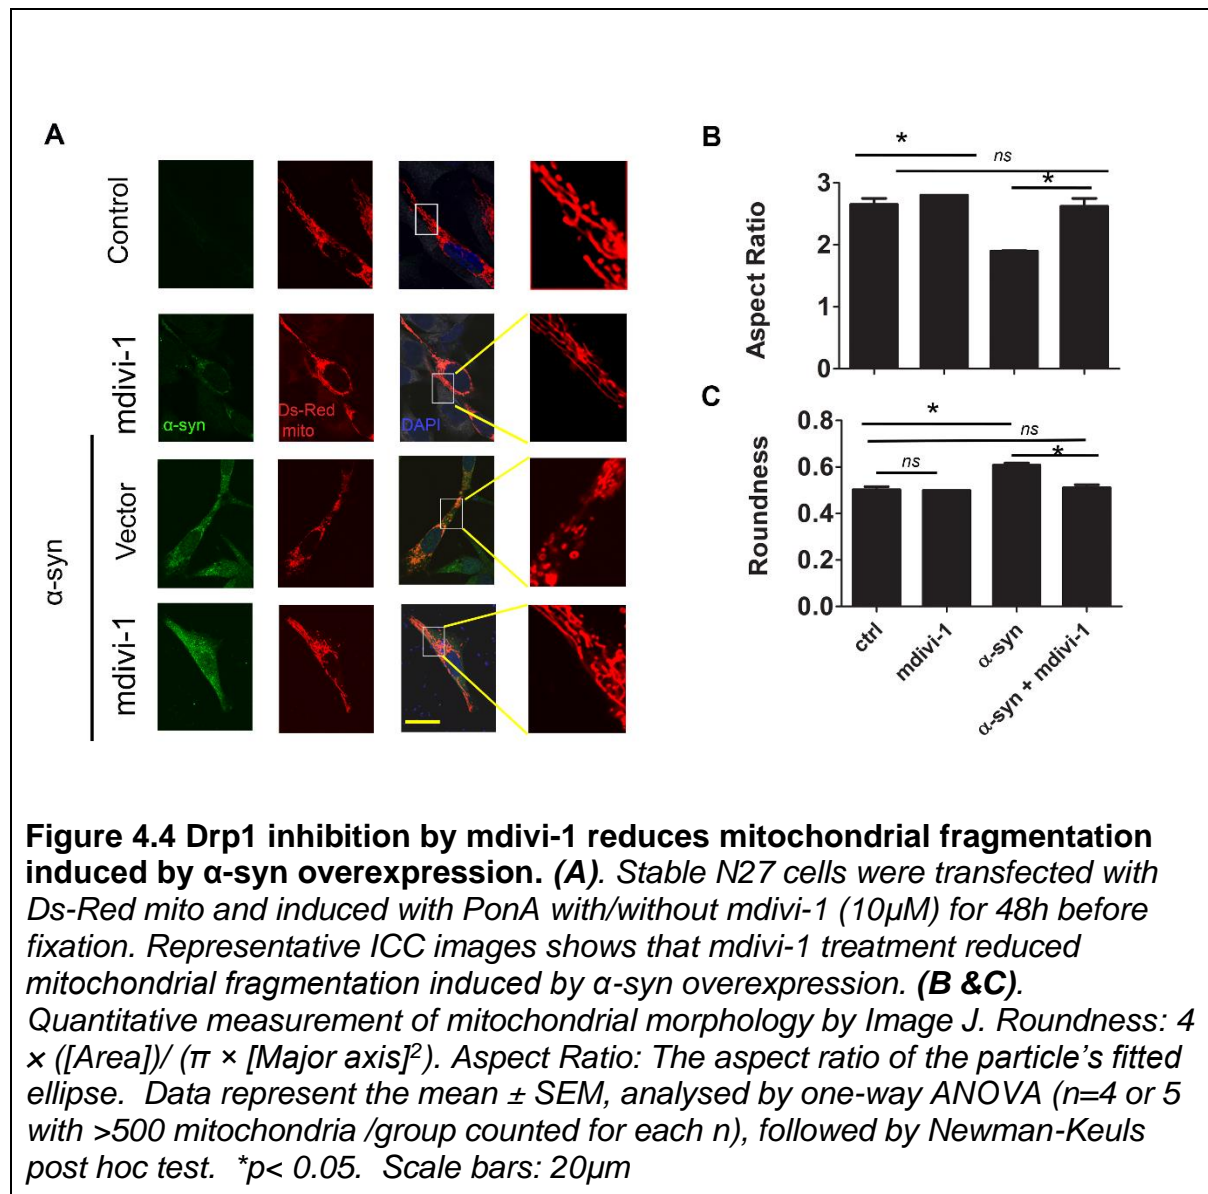 A
Control
mdivi-1
α-syn
Vector
mdivi-1
α-syn
Ds-Red
mito
DAPI
B
*
ns
*
Aspect Ratio
3
2
1
0
C
*
ns
*
ns
Roundness
0.8
0.6
0.4
0.2
0.0
ctrl
mdivi-1
α-syn
α-syn + mdivi-1
Figure 4.4 Drp1 inhibition by mdivi-1 reduces mitochondrial fragmentation
induced by α-syn overexpression. (A). Stable N27 cells were transfected with
Ds-Red mito and induced with PonA with/without mdivi-1 (10µM) for 48h before
fixation. Representative ICC images shows that mdivi-1 treatment reduced
mitochondrial fragmentation induced by α-syn overexpression. (B &C).
Quantitative measurement of mitochondrial morphology by Image J. Roundness: 4
× ([Area])/ (π × [Major axis]²). Aspect Ratio: The aspect ratio of the particle’s fitted
ellipse. Data represent the mean ± SEM, analysed by one-way ANOVA (n=4 or 5
with >500 mitochondria /group counted for each n), followed by Newman-Keuls
post hoc test. *p< 0.05. Scale bars: 20µm